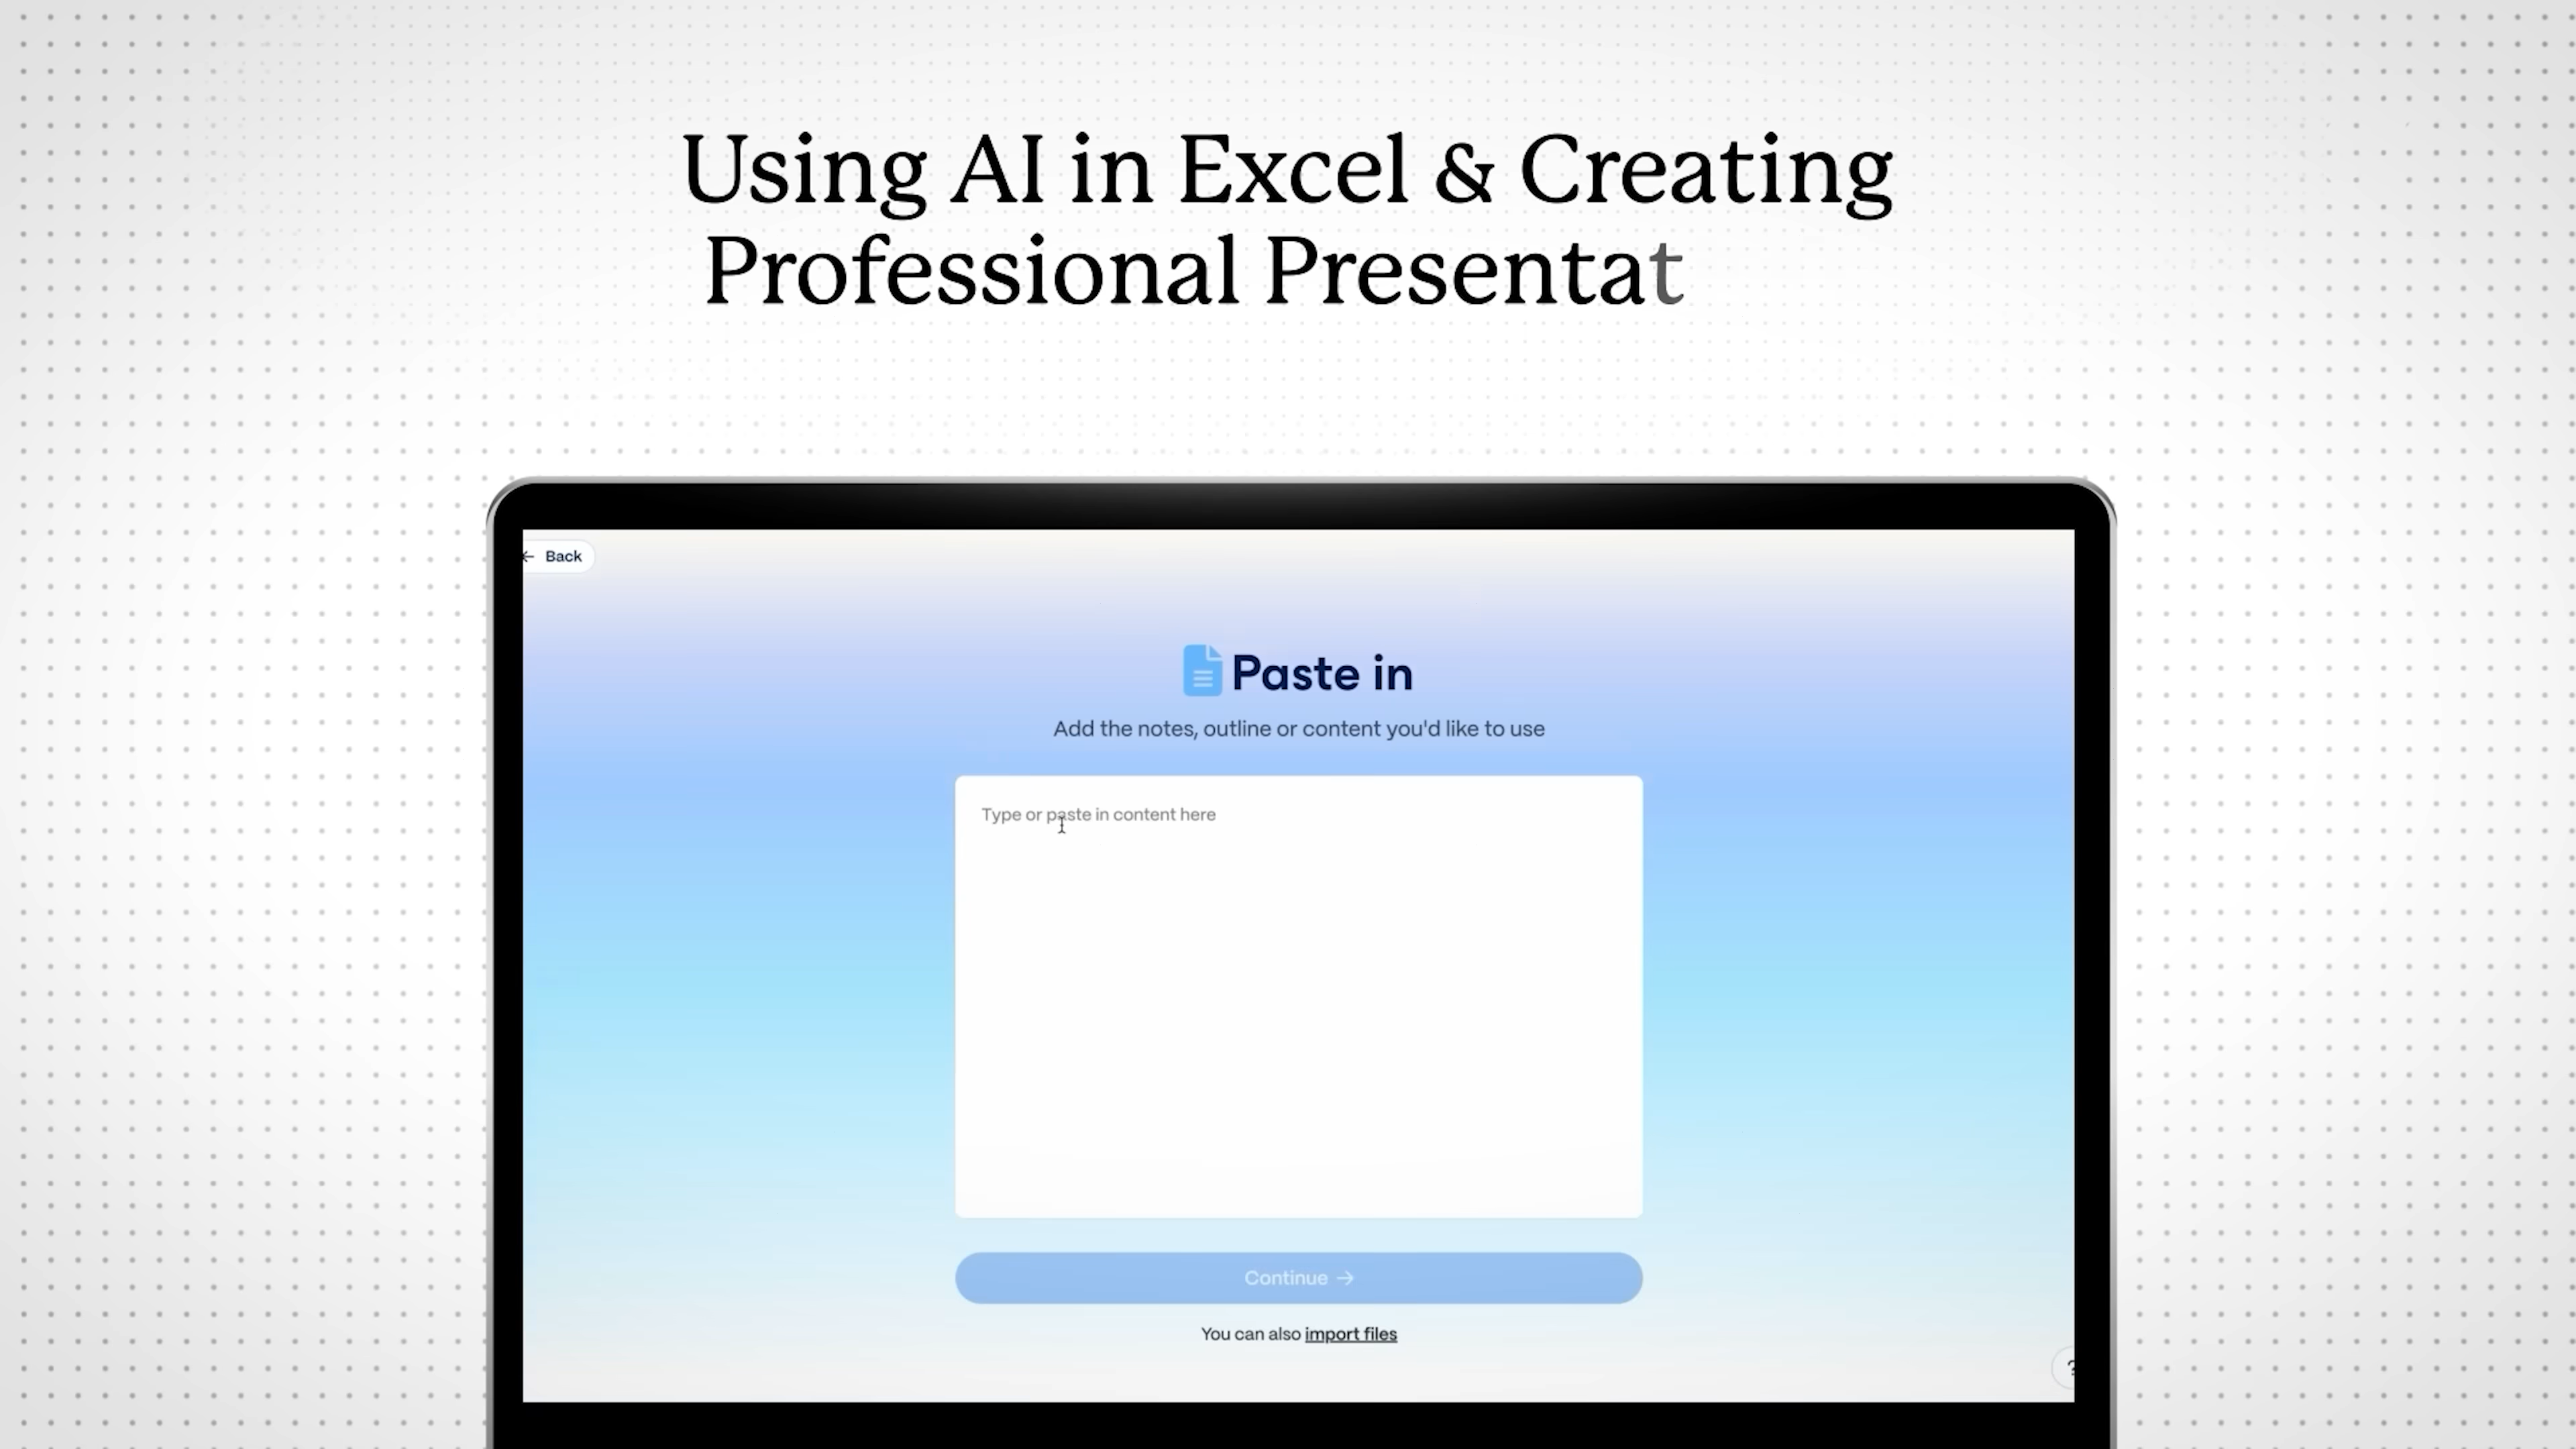 Using AI in Excel & Creating
Professional Presentat
← Back
Paste in
Add the notes, outline or content you'd like to use
Type or paste in content here
Continue →
You can also import files
?